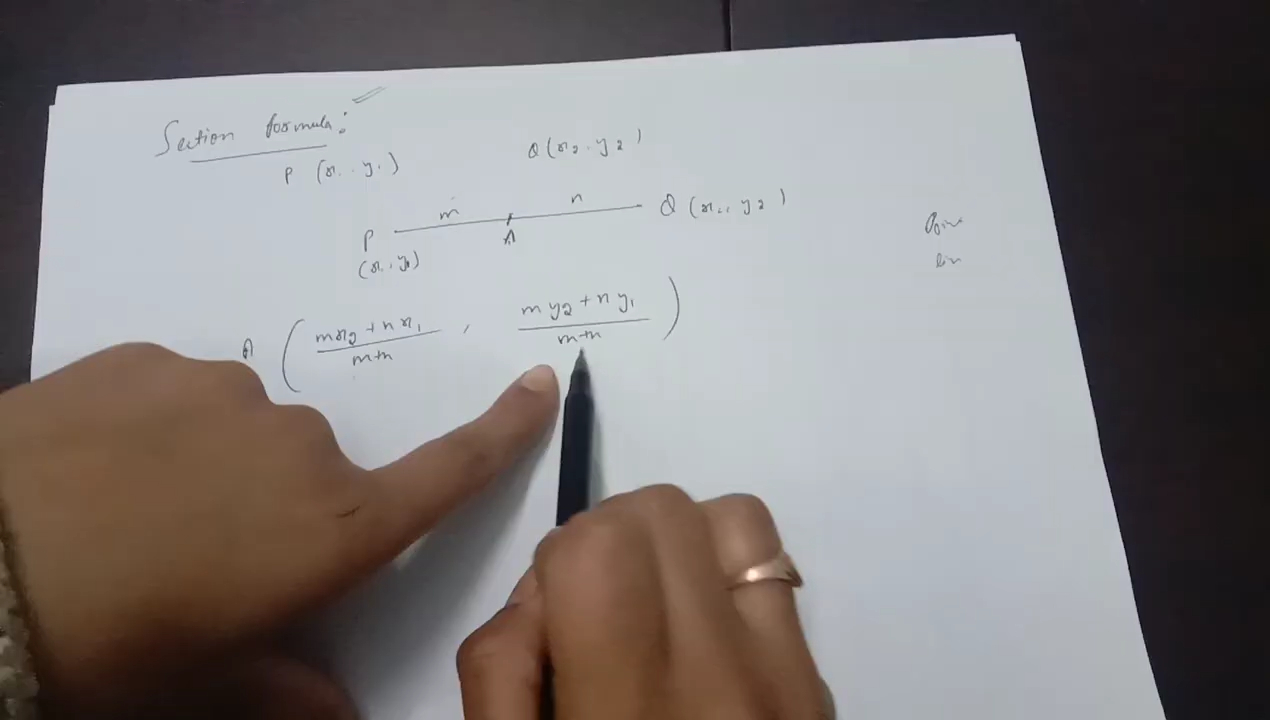 Section formula:
P (x1, y1) Q (x2, y2)
m n
P A Q (x2, y2)
(x1, y1)
A ( mx2 + nx1 / m+n , my2 + ny1 / m+n )